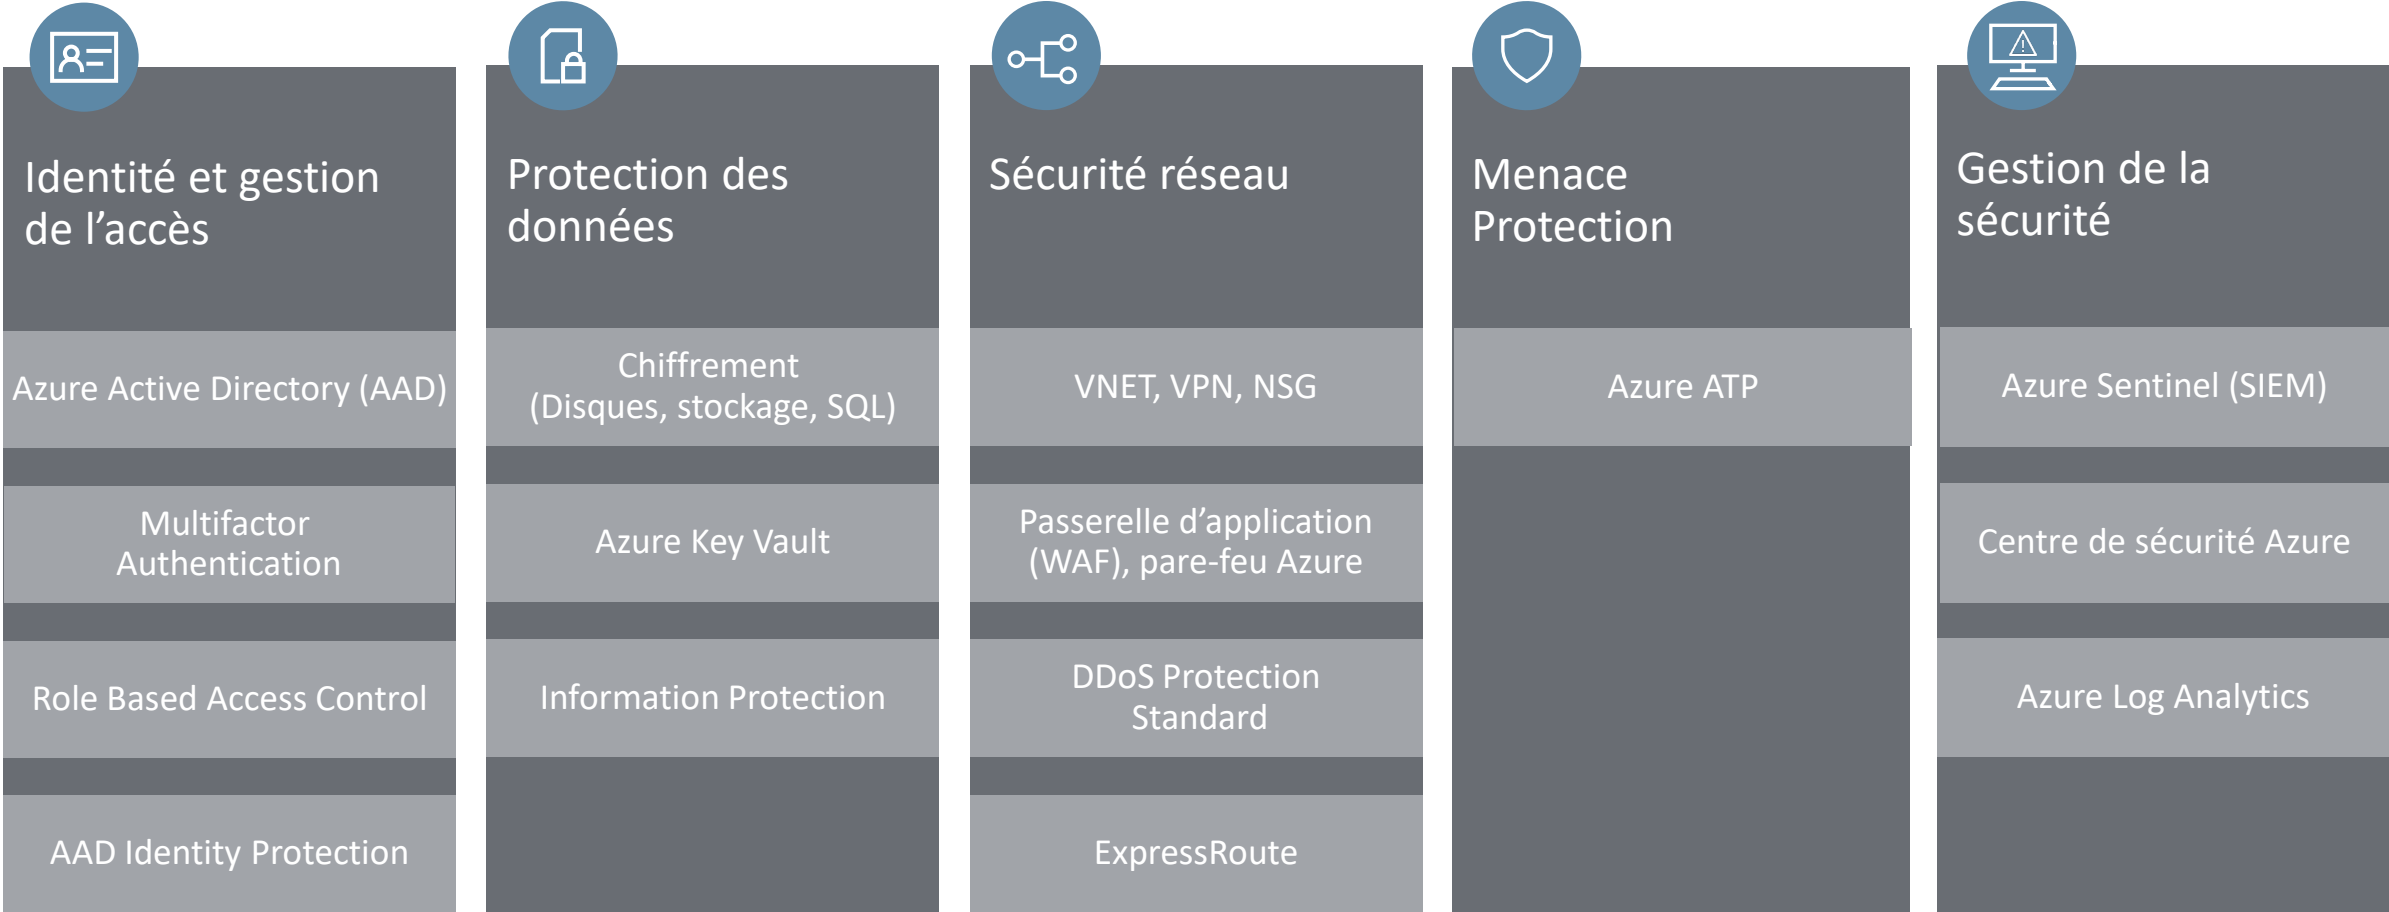 Identité et gestion
de l’accès
Azure Active Directory (AAD)
Multifactor
Authentication
Role Based Access Control
AAD Identity Protection
Protection des
données
Chiffrement
(Disques, stockage, SQL)
Azure Key Vault
Information Protection
Sécurité réseau
VNET, VPN, NSG
Passerelle d’application
(WAF), pare-feu Azure
DDoS Protection
Standard
ExpressRoute
Menace
Protection
Azure ATP
Gestion de la
sécurité
Azure Sentinel (SIEM)
Centre de sécurité Azure
Azure Log Analytics